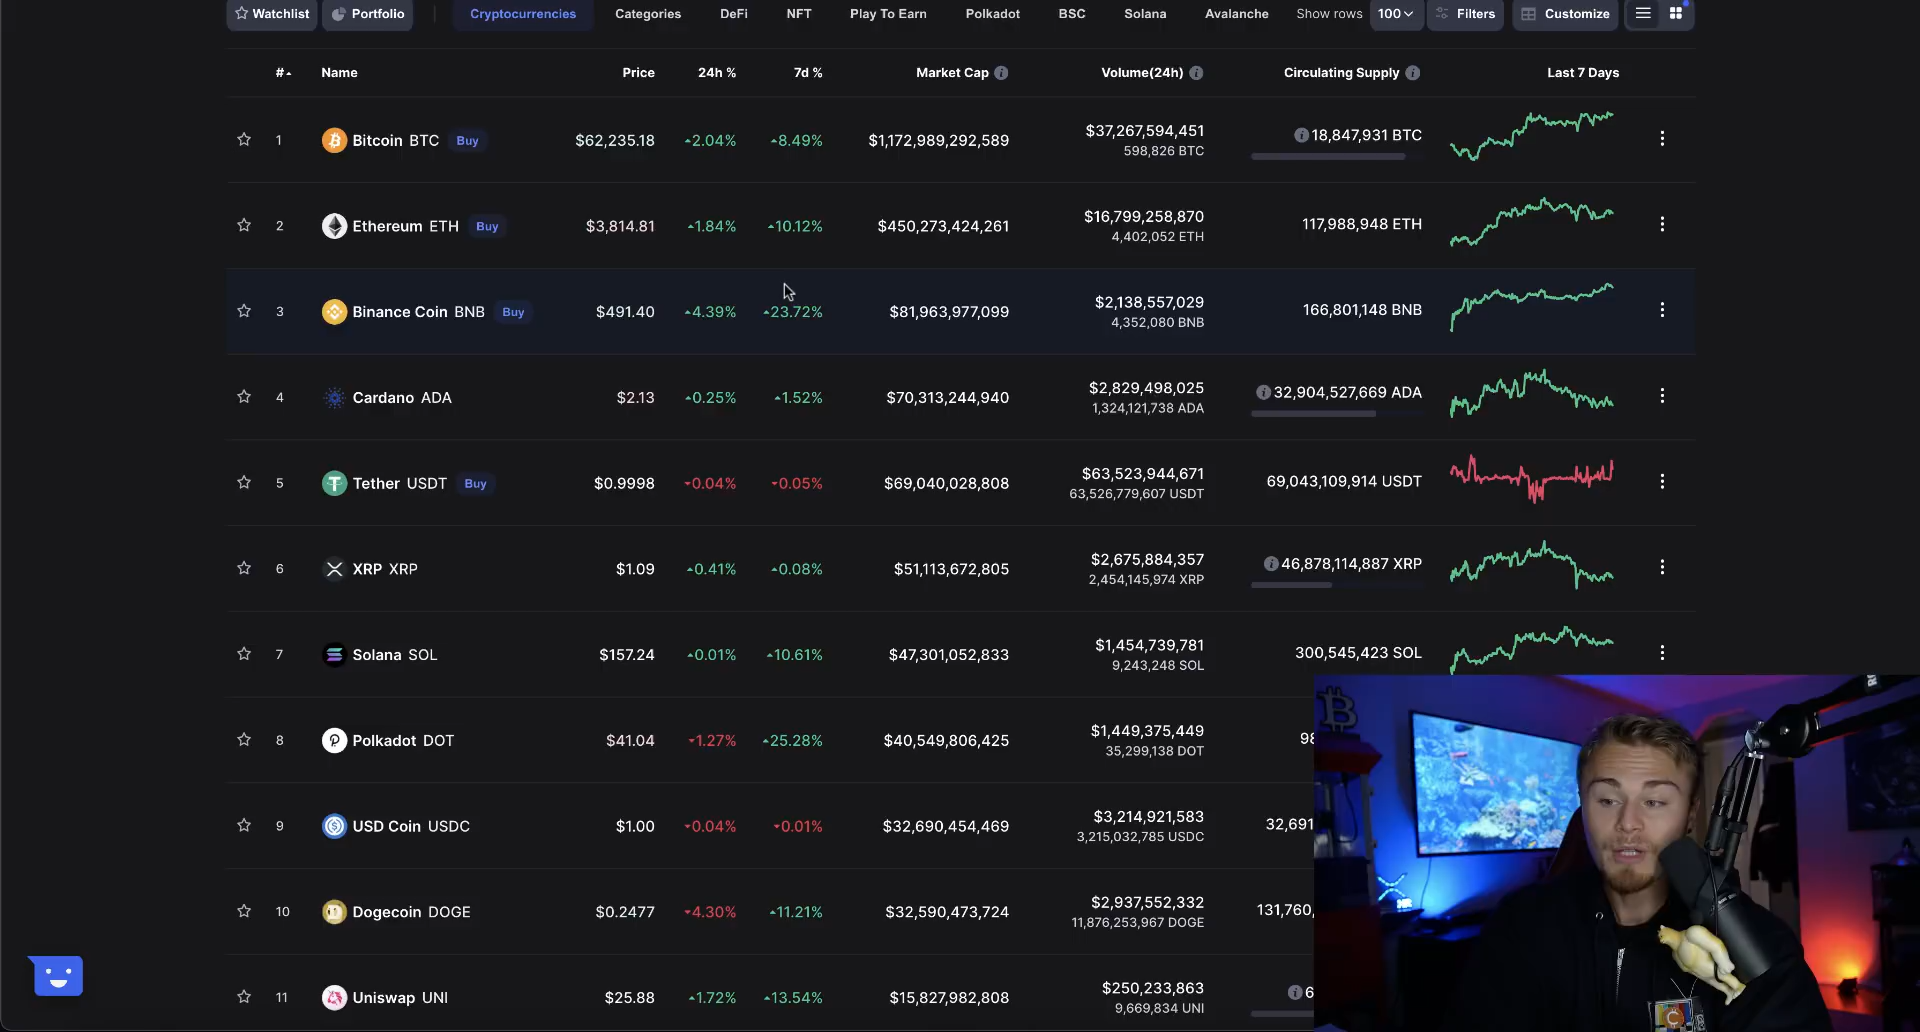 Watchlist Portfolio Cryptocurrencies Categories DeFi NFT Play To Earn Polkadot BSC Solana Avalanche Show rows 100 Filters Customize
# Name Price 24h % 7d % Market Cap Volume(24h) Circulating Supply Last 7 Days
1 Bitcoin BTC Buy $62,235.18 2.04% 8.49% $1,172,989,292,589 $37,267,594,451 18,847,931 BTC
598,826 BTC
2 Ethereum ETH Buy $3,814.81 1.84% 10.12% $450,273,424,261 $16,799,258,870 117,988,948 ETH
4,402,052 ETH
3 Binance Coin BNB Buy $491.40 4.39% 23.72% $81,963,977,099 $2,138,557,029 166,801,148 BNB
4,352,080 BNB
4 Cardano ADA $2.13 0.25% 1.52% $70,313,244,940 $2,829,498,025 32,904,527,669 ADA
1,324,121,738 ADA
5 Tether USDT Buy $0.9998 0.04% 0.05% $69,040,028,808 $63,523,944,671 69,043,109,914 USDT
63,526,779,607 USDT
6 XRP XRP $1.09 0.41% 0.08% $51,113,672,805 $2,675,884,357 46,878,114,887 XRP
2,454,145,974 XRP
7 Solana SOL $157.24 0.01% 10.61% $47,301,052,833 $1,454,739,781 300,545,423 SOL
9,243,248 SOL
8 Polkadot DOT $41.04 1.27% 25.28% $40,549,806,425 $1,449,375,449 98
35,299,138 DOT
9 USD Coin USDC $1.00 0.04% 0.01% $32,690,454,469 $3,214,921,583 32,691
3,215,032,785 USDC
10 Dogecoin DOGE $0.2477 4.30% 11.21% $32,590,473,724 $2,937,552,332 131,760,
11,876,253,967 DOGE
11 Uniswap UNI $25.88 1.72% 13.54% $15,827,982,808 $250,233,863 6
9,669,834 UNI